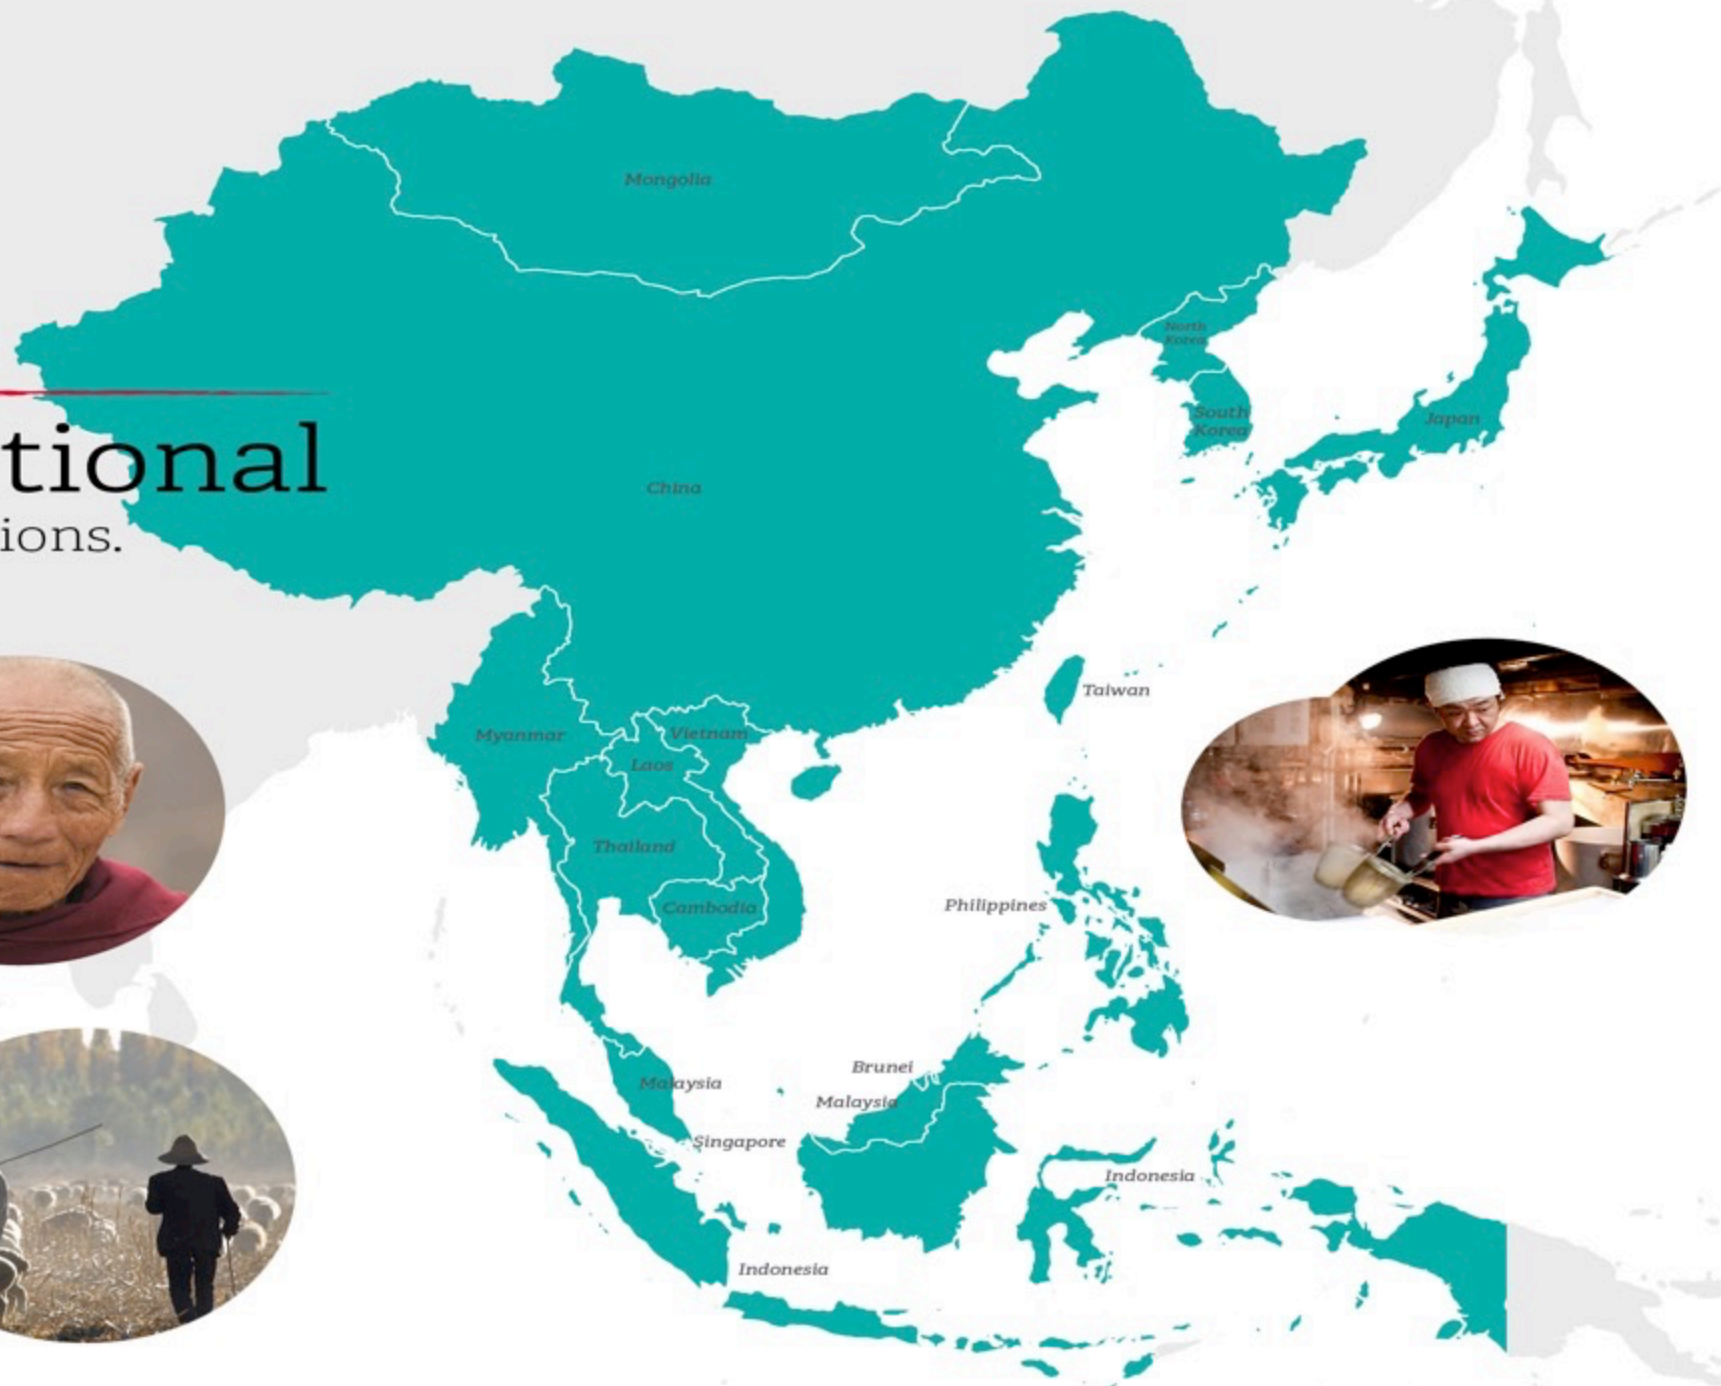 Mongolia
North
Korea
South
Korea
Japan
tional
ions.
China
Taiwan
Myanmar
Vietnam
Laos
Thailand
Cambodia
Philippines
Brunei
Malaysia
Malaysia
Singapore
Indonesia
Indonesia